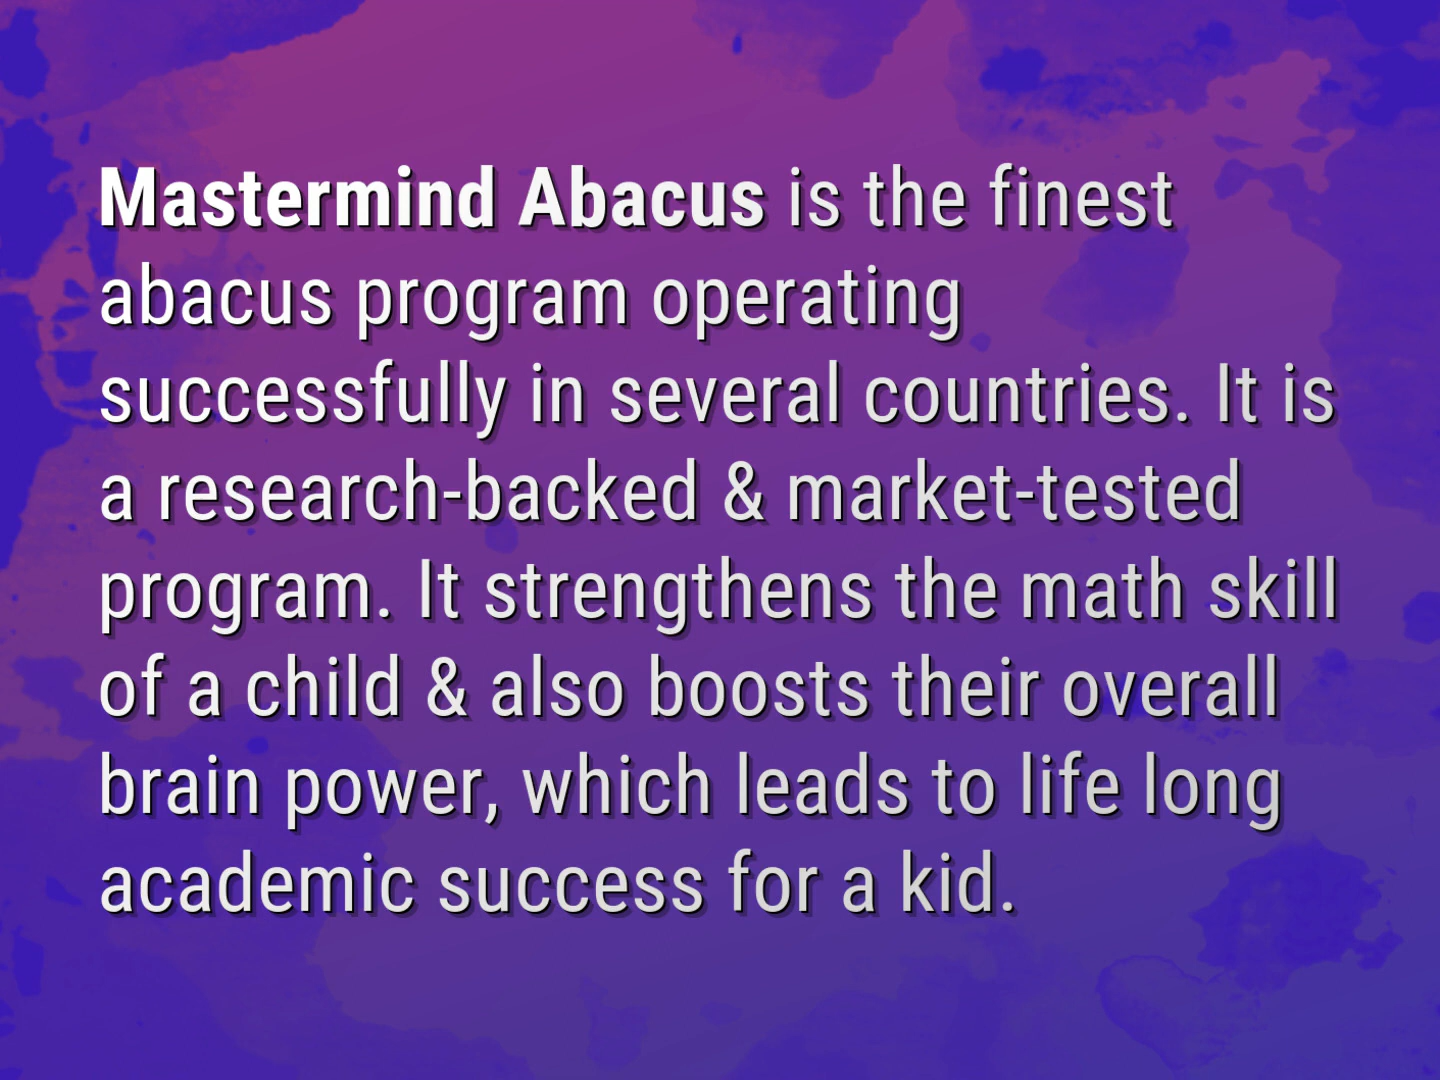 Mastermind Abacus is the finest
abacus program operating
successfully in several countries. It is
a research-backed & market-tested
program. It strengthens the math skill
of a child & also boosts their overall
brain power, which leads to life long
academic success for a kid.